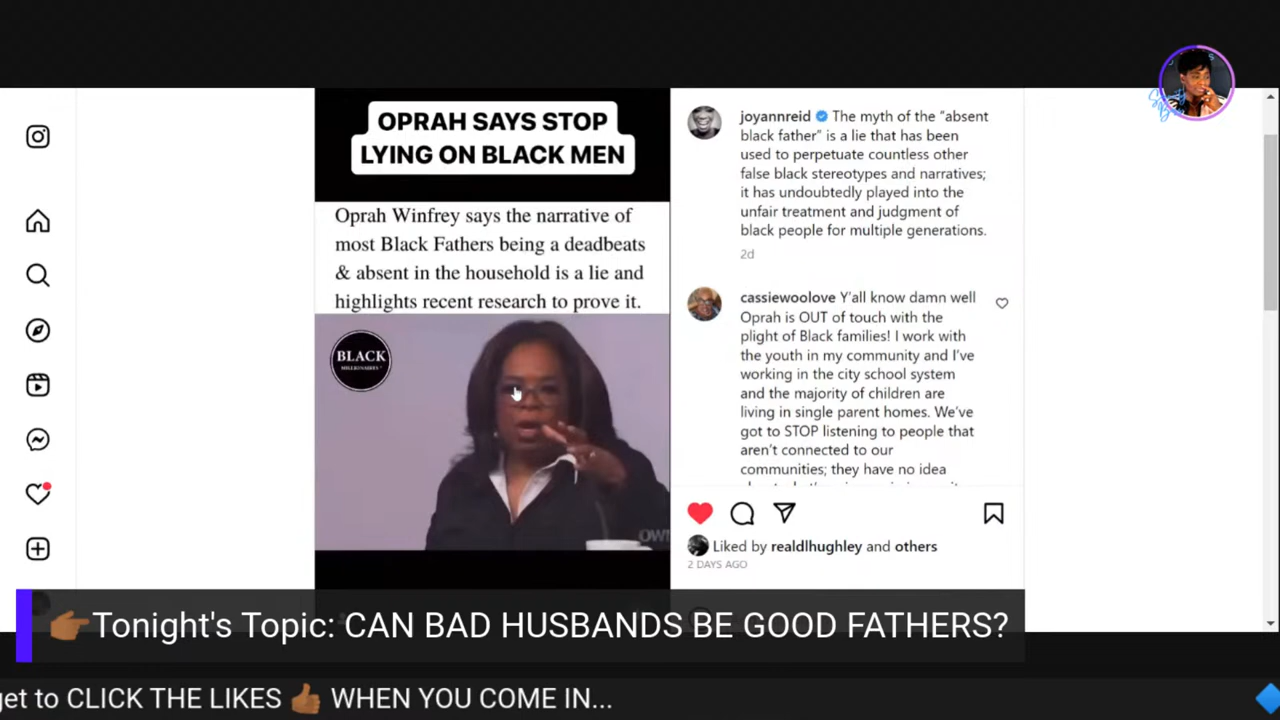 OPRAH SAYS STOP
LYING ON BLACK MEN
Oprah Winfrey says the narrative of
most Black Fathers being a deadbeats
& absent in the household is a lie and
highlights recent research to prove it.
BLACK
MILLIONAIRES
OWN
joyannreid The myth of the “absent
black father” is a lie that has been
used to perpetuate countless other
false black stereotypes and narratives;
it has undoubtedly played into the
unfair treatment and judgment of
black people for multiple generations.
2d
cassiewoolove Y'all know damn well
Oprah is OUT of touch with the
plight of Black families! I work with
the youth in my community and I've
working in the city school system
and the majority of children are
living in single parent homes. We've
got to STOP listening to people that
aren't connected to our
communities; they have no idea
Liked by realdlhughley and others
2 DAYS AGO
👉🏾Tonight's Topic: CAN BAD HUSBANDS BE GOOD FATHERS?
get to CLICK THE LIKES 👍🏾 WHEN YOU COME IN...